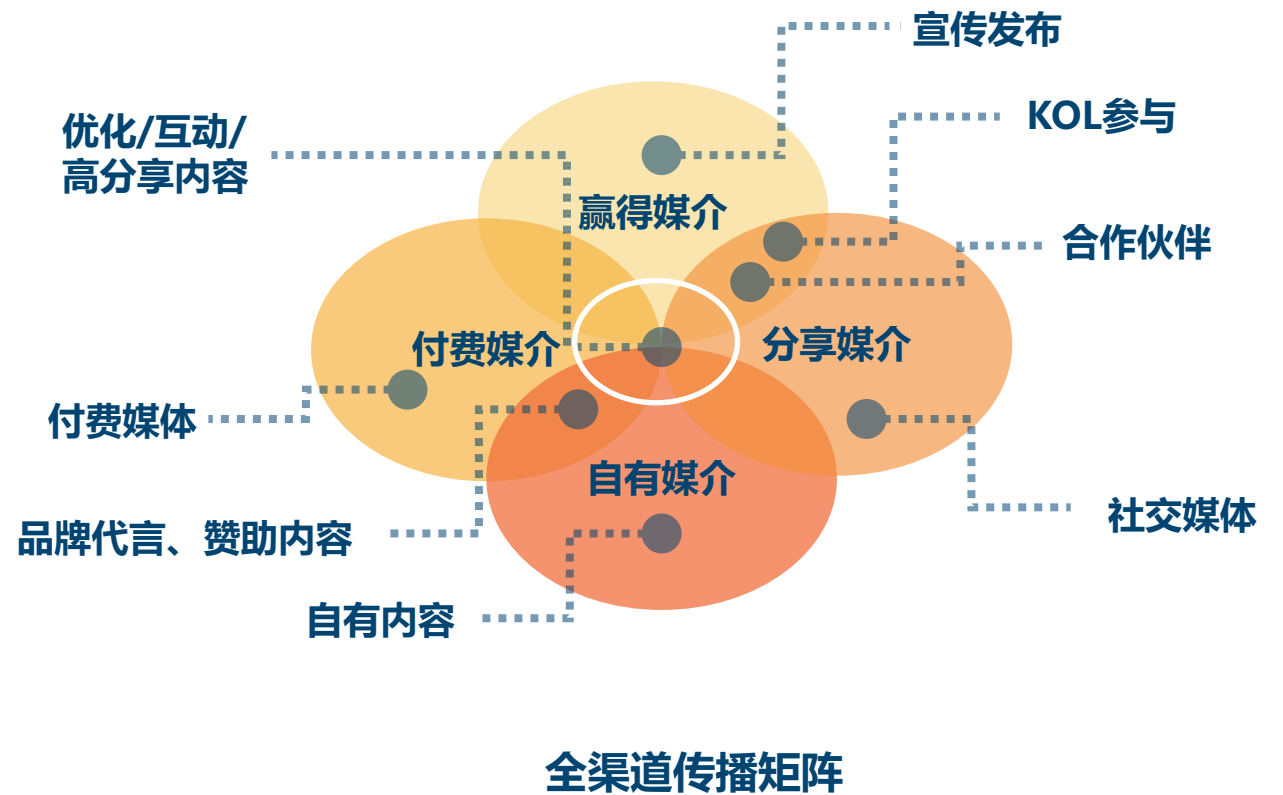 宣传发布
KOL参与
优化/互动/
高分享内容
赢得媒介
合作伙伴
付费媒介
分享媒介
付费媒体
自有媒介
社交媒体
品牌代言、赞助内容
自有内容
全渠道传播矩阵